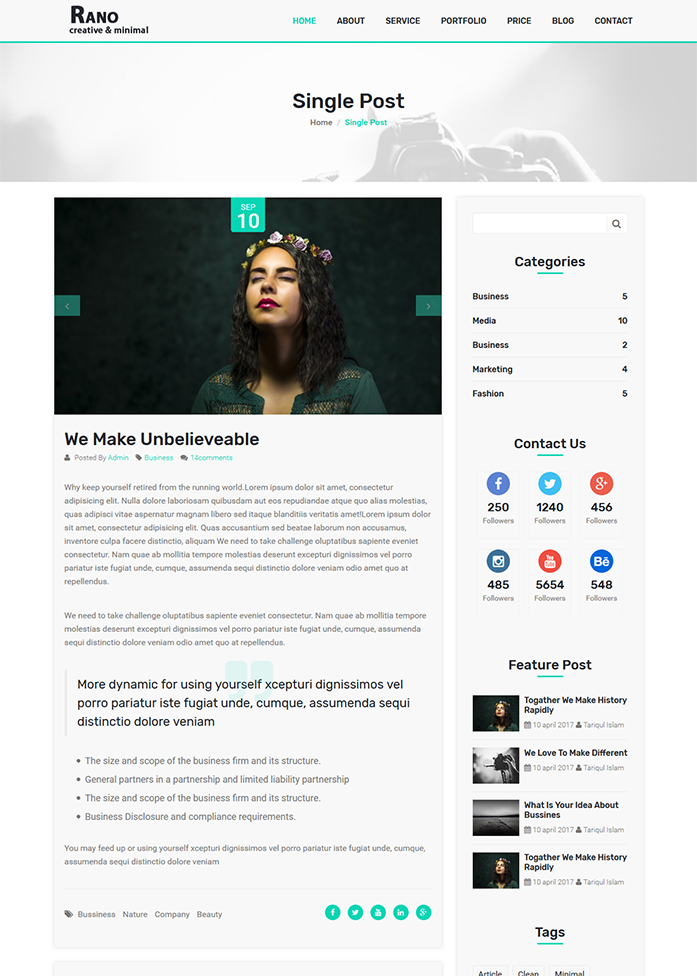 RANO
creative & minimal
HOME ABOUT SERVICE PORTFOLIO PRICE BLOG CONTACT
Single Post
Home / Single Post
SEP
10
We Make Unbelieveable
Posted By Admin Business 14comments
Why keep yourself retired from the running world.Lorem ipsum dolor sit amet, consectetur
adipisicing elit. Nulla dolore laboriosam quibusdam aut eos repudiandae atque quo alias molestias,
quas adipisci vitae aspernatur magnam libero sed itaque blanditiis veritatis amet!Lorem ipsum dolor
sit amet, consectetur adipisicing elit. Quas accusantium sed beatae laborum non accusamus,
inventore culpa facere distinctio, aliquam We need to take challenge oluptatibus sapiente eveniet
consectetur. Nam quae ab mollitia tempore molestias deserunt excepturi dignissimos vel porro
pariatur iste fugiat unde, cumque, assumenda sequi distinctio dolore veniam odio amet quo at
repellendus.
We need to take challenge oluptatibus sapiente eveniet consectetur. Nam quae ab mollitia tempore
molestias deserunt excepturi dignissimos vel porro pariatur iste fugiat unde, cumque, assumenda
sequi distinctio dolore veniam odio amet quo at repellendus.
More dynamic for using yourself xcepturi dignissimos vel
porro pariatur iste fugiat unde, cumque, assumenda sequi
distinctio dolore veniam
The size and scope of the business firm and its structure.
General partners in a partnership and limited liability partnership
The size and scope of the business firm and its structure.
Business Disclosure and compliance requirements.
You may feed up or using yourself xcepturi dignissimos vel porro pariatur iste fugiat unde, cumque,
assumenda sequi distinctio dolore veniam
Bussiness Nature Company Beauty
Categories
Business 5
Media 10
Business 2
Marketing 4
Fashion 5
Contact Us
250 1240 456
Followers Followers Followers
485 5654 548
Followers Followers Followers
Feature Post
Togather We Make History
Rapidly
10 april 2017 Tariqul Islam
We Love To Make Different
10 april 2017 Tariqul Islam
What Is Your Idea About
Bussines
10 april 2017 Tariqul Islam
Togather We Make History
Rapidly
10 april 2017 Tariqul Islam
Tags
Article Clean Minimal